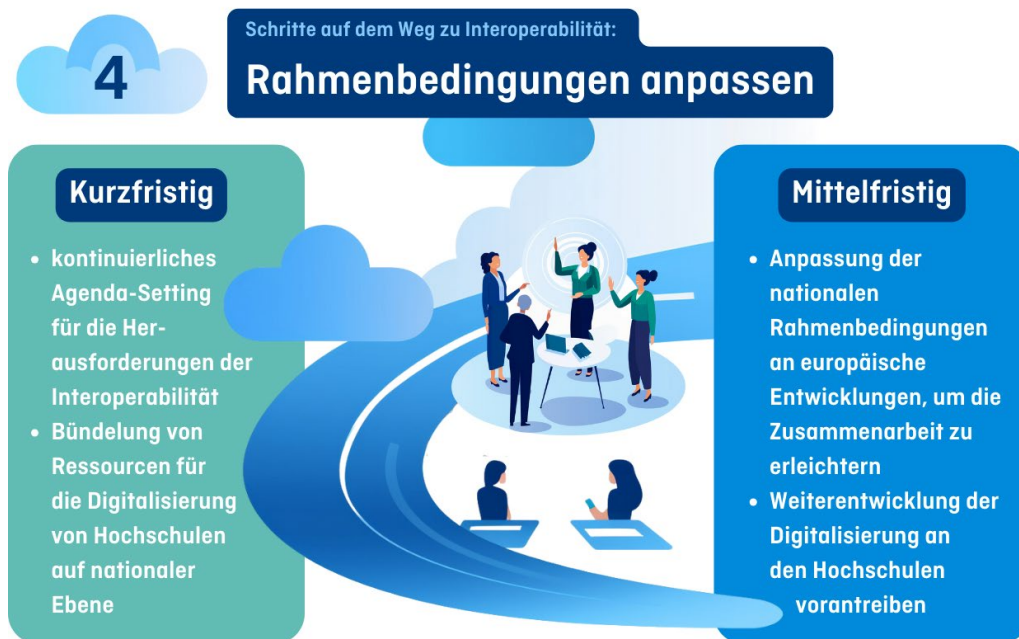 4
Schritte auf dem Weg zu Interoperabilität:
Rahmenbedingungen anpassen
Kurzfristig
• kontinuierliches
Agenda-Setting
für die Her-
ausforderungen der
Interoperabilität
• Bündelung von
Ressourcen für
die Digitalisierung
von Hochschulen
auf nationaler
Ebene
Mittelfristig
• Anpassung der
nationalen
Rahmenbedingungen
an europäische
Entwicklungen, um die
Zusammenarbeit zu
erleichtern
• Weiterentwicklung der
Digitalisierung an
den Hochschulen
vorantreiben